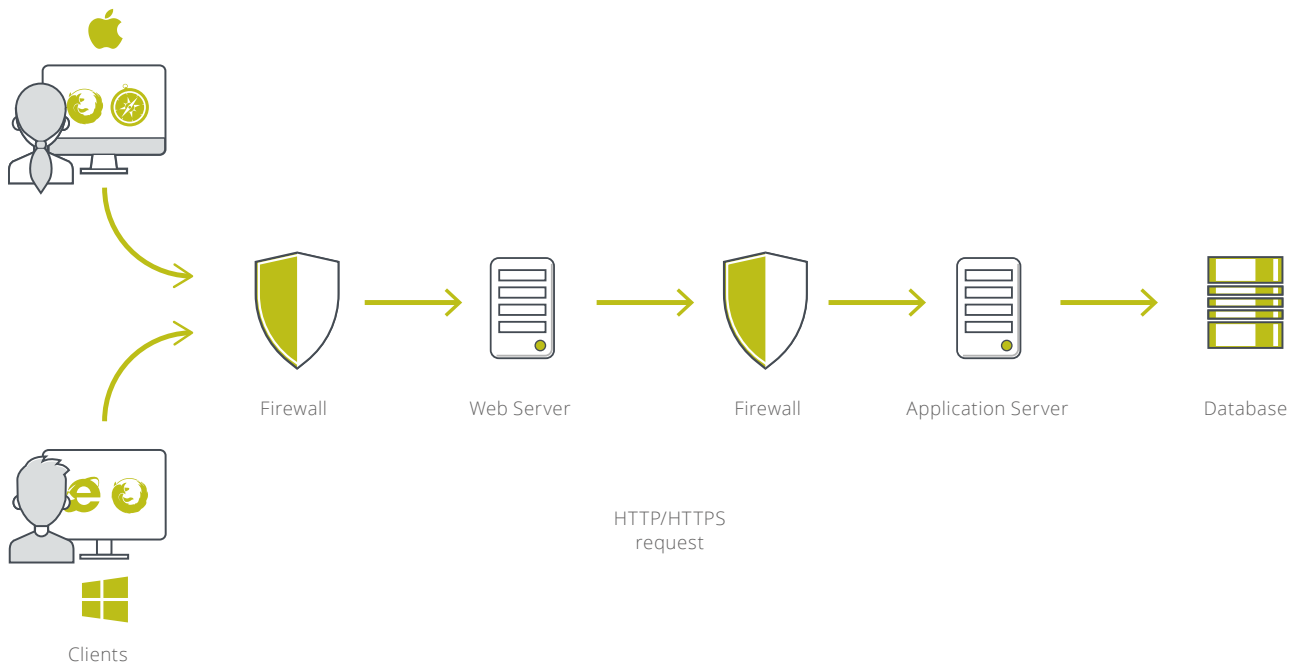 Firewall
Web Server
Firewall
Application Server
Database
HTTP/HTTPS
request
Clients